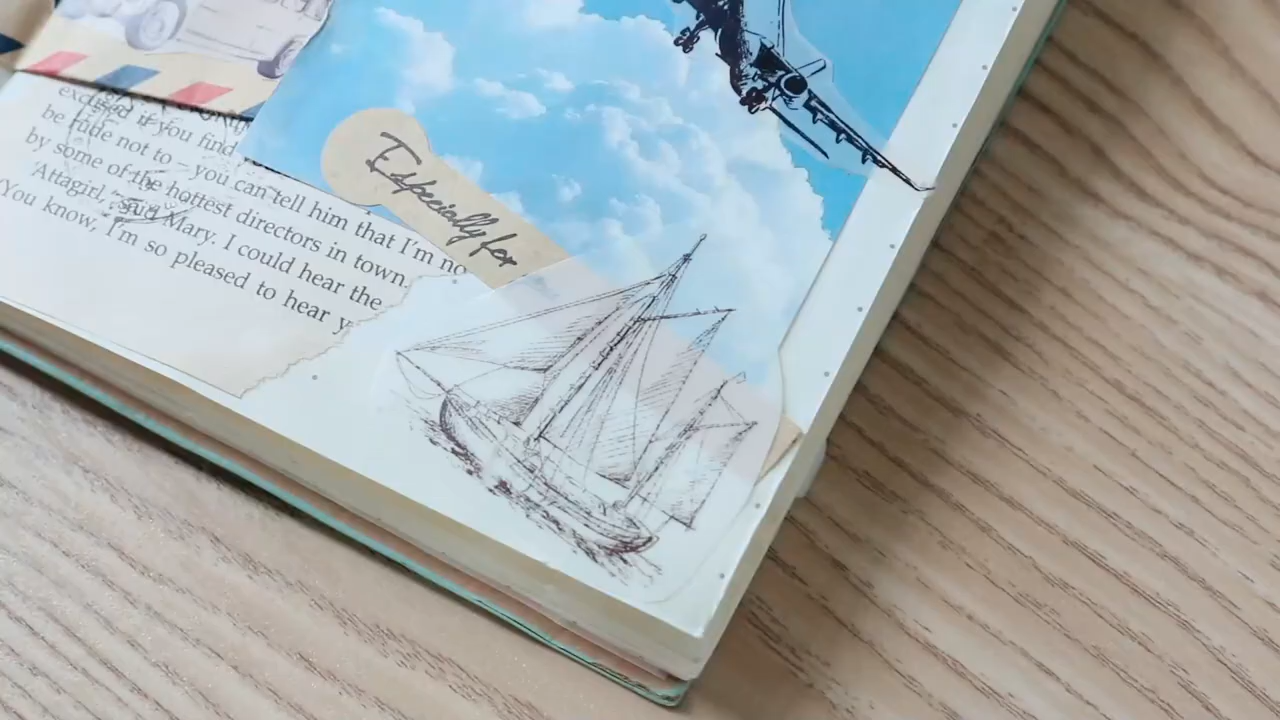 excused if you find
be rude not to – you can tell him that I'm no
by some of the hottest directors in town.
'Attagirl,' said Mary. I could hear the
'You know, I'm so pleased to hear y
Especially for